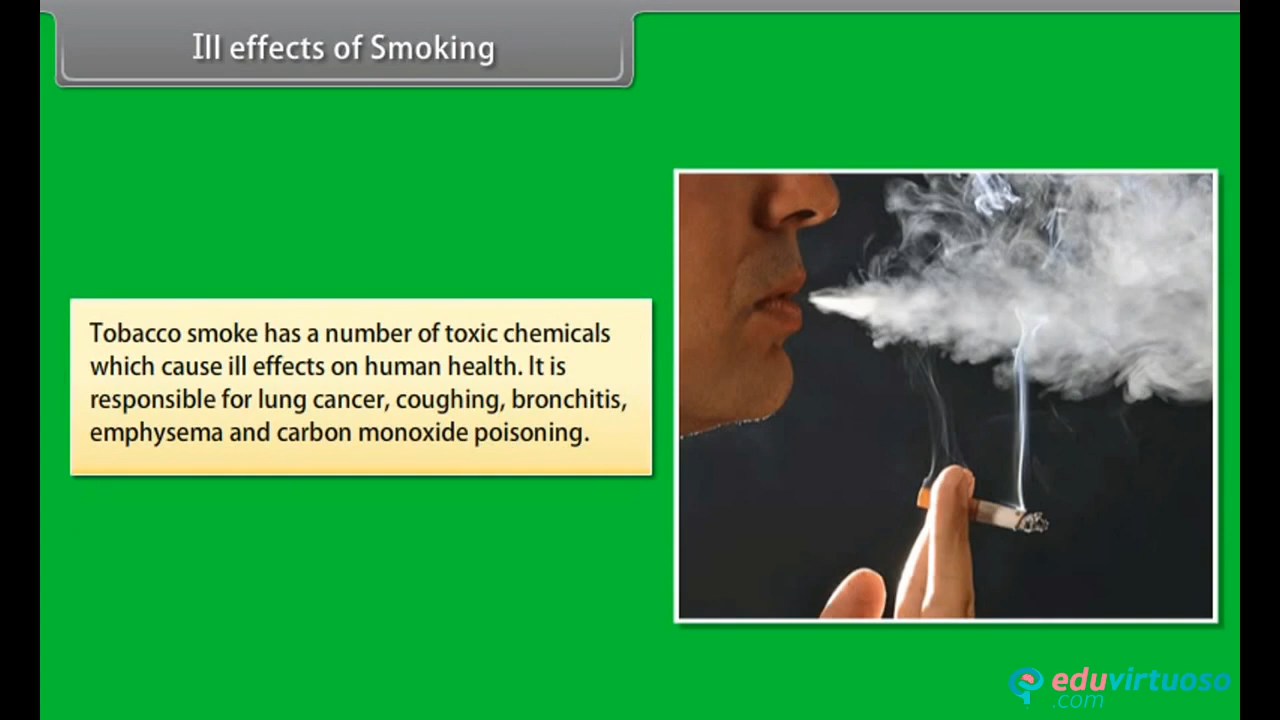 Ill effects of Smoking
Tobacco smoke has a number of toxic chemicals
which cause ill effects on human health. It is
responsible for lung cancer, coughing, bronchitis,
emphysema and carbon monoxide poisoning.
eduvirtuoso
.com